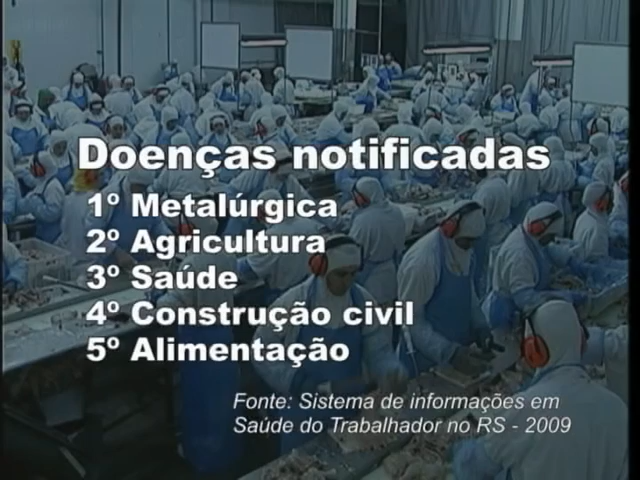 Doenças notificadas
1º Metalúrgica
2º Agricultura
3º Saúde
4º Construção civil
5º Alimentação
Fonte: Sistema de informações em
Saúde do Trabalhador no RS - 2009